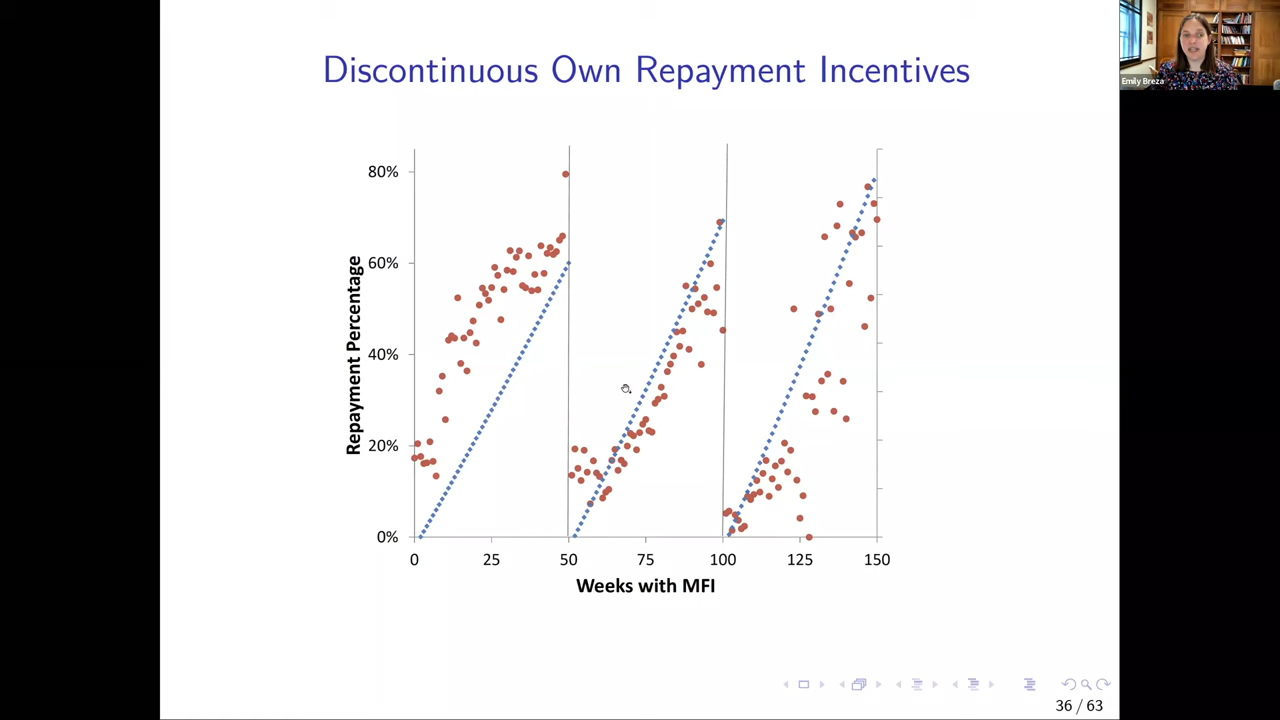 Discontinuous Own Repayment Incentives
Emily Breza
80%
60%
40%
20%
0%
Repayment Percentage
0 25 50 75 100 125 150
Weeks with MFI
36 / 63